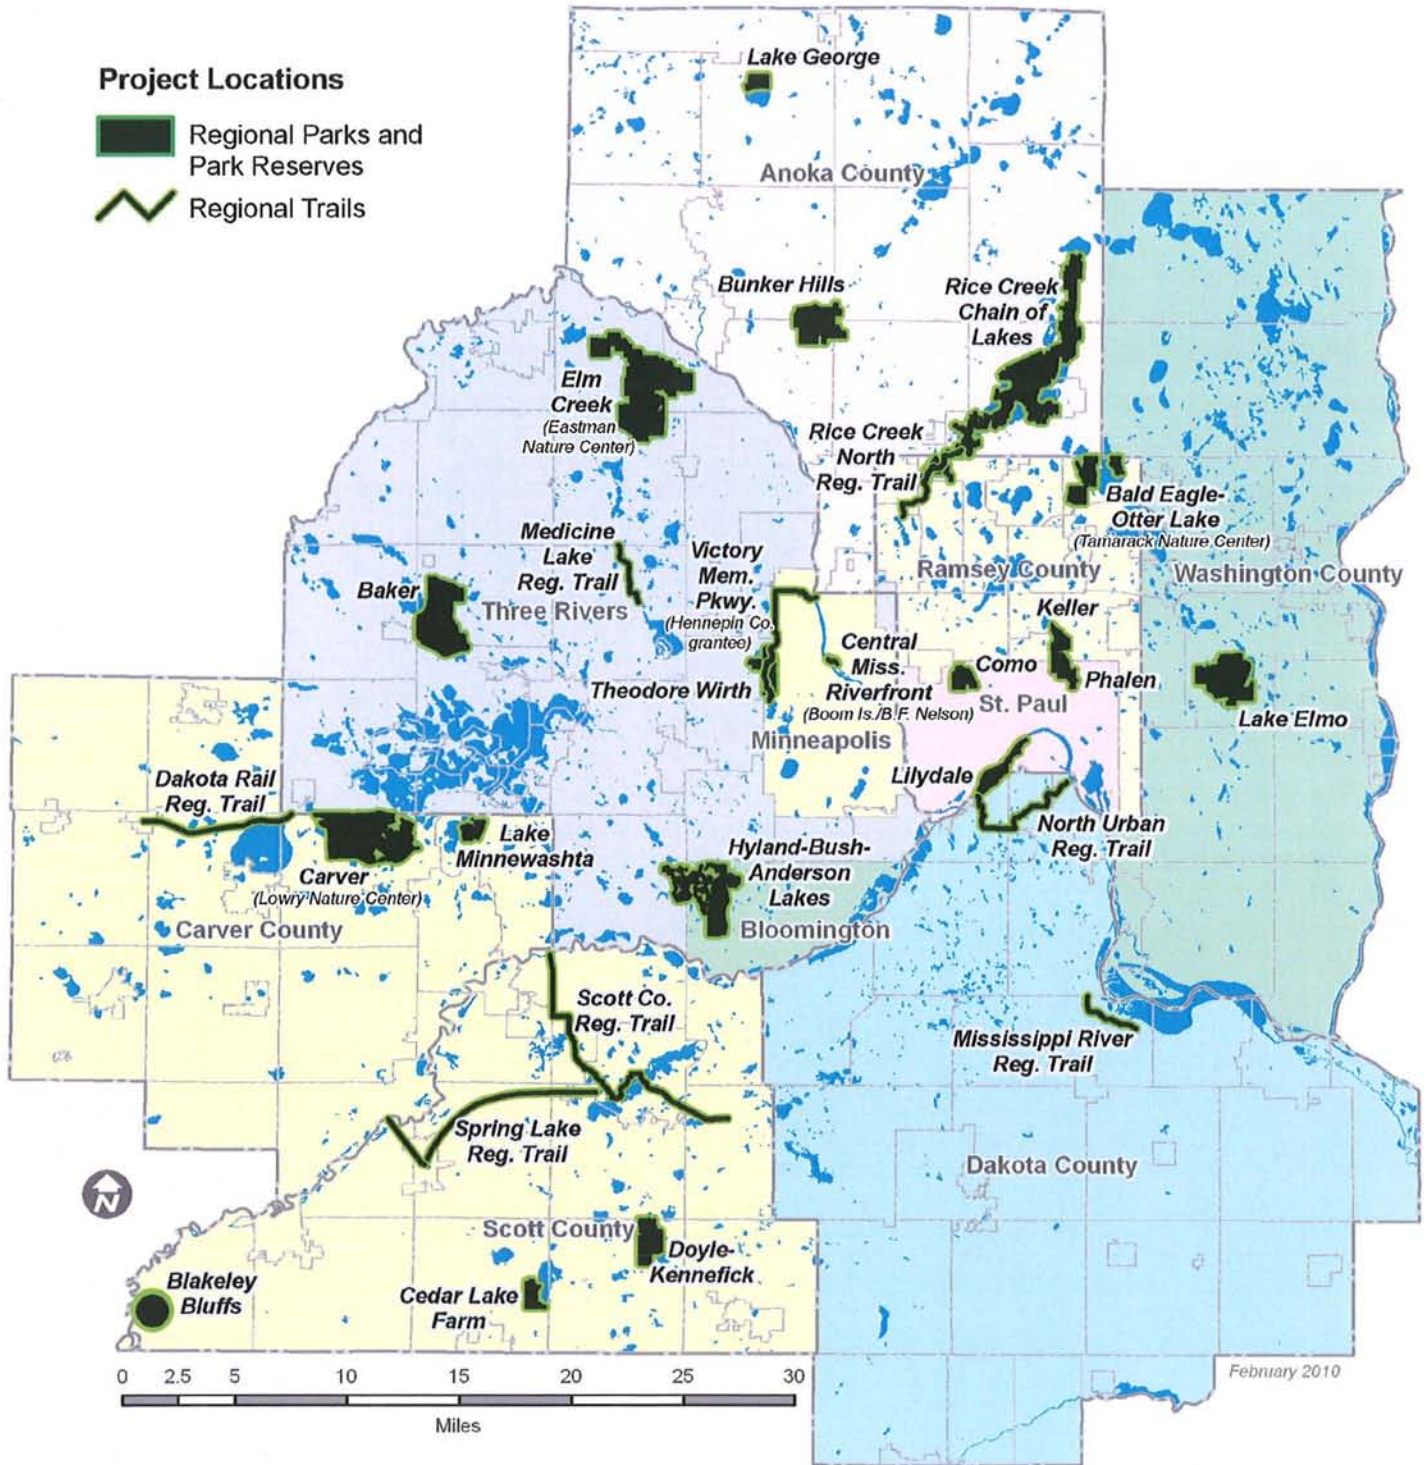 Project Locations
Regional Parks and
Park Reserves
Regional Trails
Lake George
Anoka County
Bunker Hills
Rice Creek
Chain of
Lakes
Elm
Creek
(Eastman
Nature Center)
Rice Creek
North
Reg. Trail
Bald Eagle-
Otter Lake
(Tamarack Nature Center)
Medicine
Lake
Reg. Trail
Victory
Mem.
Pkwy.
(Hennepin Co.
grantee)
Ramsey County
Washington County
Baker
Three Rivers
Keller
Central
Miss.
Riverfront
(Boom Is./B.F. Nelson)
Como
Phalen
Theodore Wirth
St. Paul
Lake Elmo
Minneapolis
Lilydale
Dakota Rail
Reg. Trail
North Urban
Reg. Trail
Lake
Minnewashta
Carver
(Lowry Nature Center)
Hyland-Bush-
Anderson
Lakes
Carver County
Bloomington
Scott Co.
Reg. Trail
Mississippi River
Reg. Trail
Spring Lake
Reg. Trail
Dakota County
N
Scott County
Doyle-
Kennefick
Blakeley
Bluffs
Cedar Lake
Farm
0 2.5 5 10 15 20 25 30
Miles
February 2010